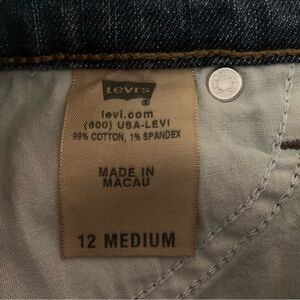 Levi's
®
levi.com
(800) USA-LEVI
99% COTTON, 1% SPANDEX
MADE IN
MACAU
12 MEDIUM